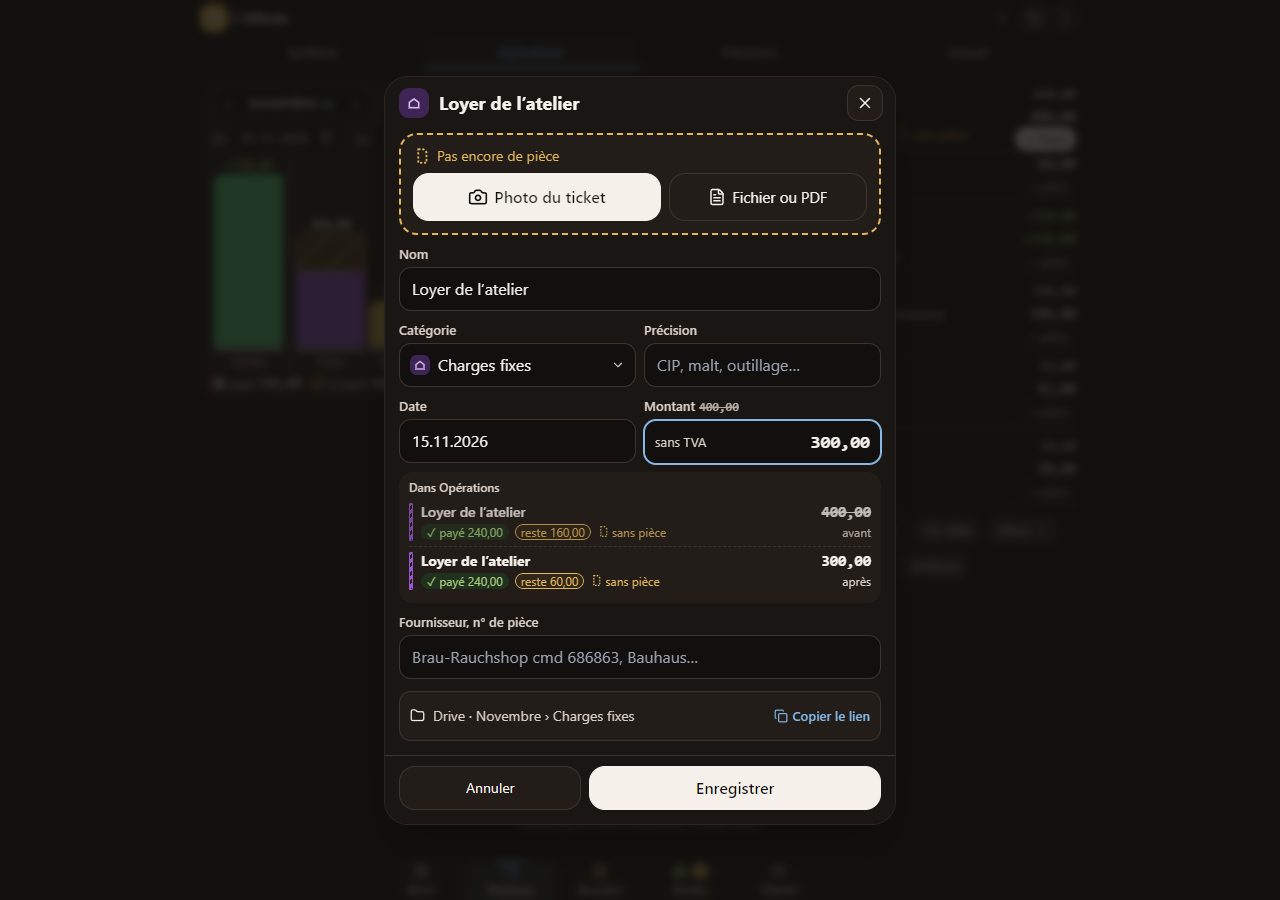 Loyer de l’atelier
Pas encore de pièce
Photo du ticket
Fichier ou PDF
Nom
Loyer de l’atelier
Catégorie
Précision
Charges fixes
CIP, malt, outillage…
Date
Montant 400,00
15.11.2026
sans TVA 300,00
Dans Opérations
Loyer de l’atelier 400,00
✓ payé 240,00 reste 160,00 sans pièce avant
Loyer de l’atelier 300,00
✓ payé 240,00 reste 60,00 sans pièce après
Fournisseur, n° de pièce
Brau-Rauchshop cmd 686863, Bauhaus…
Drive · Novembre › Charges fixes
Copier le lien
Annuler
Enregistrer